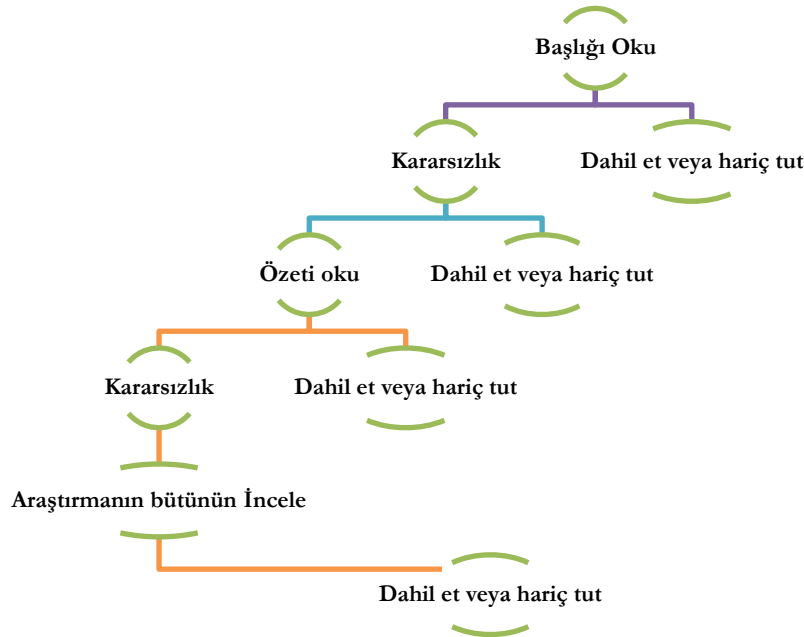 Başlığı Oku
Kararsızlık
Dahil et veya hariç tut
Özeti oku
Dahil et veya hariç tut
Kararsızlık
Dahil et veya hariç tut
Araştırmanın bütünün İncele
Dahil et veya hariç tut